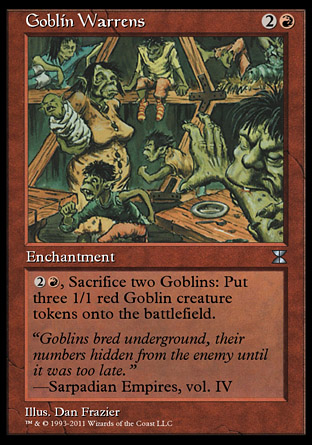 Goblin Warrens 2
Enchantment
2, Sacrifice two Goblins: Put
three 1/1 red Goblin creature
tokens onto the battlefield.
“Goblins bred underground, their
numbers hidden from the enemy until
it was too late.”
—Sarpadian Empires, vol. IV
Illus. Dan Frazier
™ & © 1993-2011 Wizards of the Coast LLC